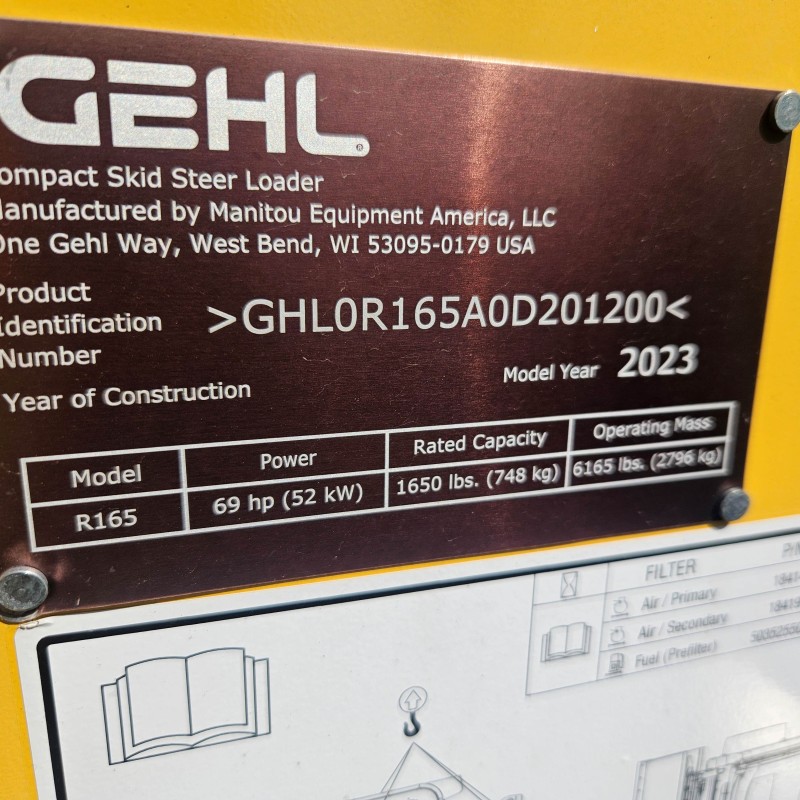 GEHL®
ompact Skid Steer Loader
anufactured by Manitou Equipment America, LLC
One Gehl Way, West Bend, WI 53095-0179 USA
Product
Identification
Number
>GHL0R165A0D201200<
Model Year 2023
Year of Construction
Model Power Rated Capacity Operating Mass
R165 69 hp (52 kW) 1650 lbs. (748 kg) 6165 lbs. (2796 kg)
FILTER
Air / Primary
Air / Secondary
Fuel (Prefilter)